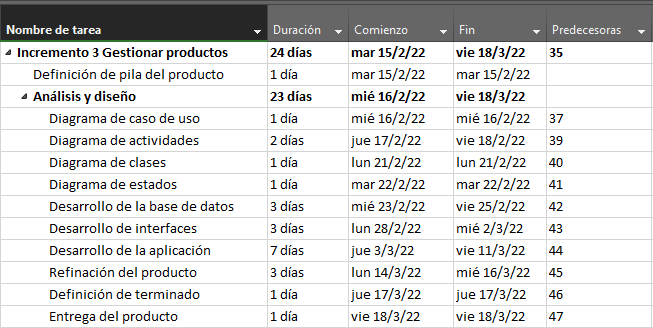 Nombre de tarea Duración Comienzo Fin Predecesoras
Incremento 3 Gestionar productos 24 días mar 15/2/22 vie 18/3/22 35
Definición de pila del producto 1 día mar 15/2/22 mar 15/2/22
Análisis y diseño 23 días mié 16/2/22 vie 18/3/22
Diagrama de caso de uso 1 día mié 16/2/22 mié 16/2/22 37
Diagrama de actividades 2 días jue 17/2/22 vie 18/2/22 39
Diagrama de clases 1 día lun 21/2/22 lun 21/2/22 40
Diagrama de estados 1 día mar 22/2/22 mar 22/2/22 41
Desarrollo de la base de datos 3 días mié 23/2/22 vie 25/2/22 42
Desarrollo de interfaces 3 días lun 28/2/22 mié 2/3/22 43
Desarrollo de la aplicación 7 días jue 3/3/22 vie 11/3/22 44
Refinación del producto 3 días lun 14/3/22 mié 16/3/22 45
Definición de terminado 1 día jue 17/3/22 jue 17/3/22 46
Entrega del producto 1 día vie 18/3/22 vie 18/3/22 47